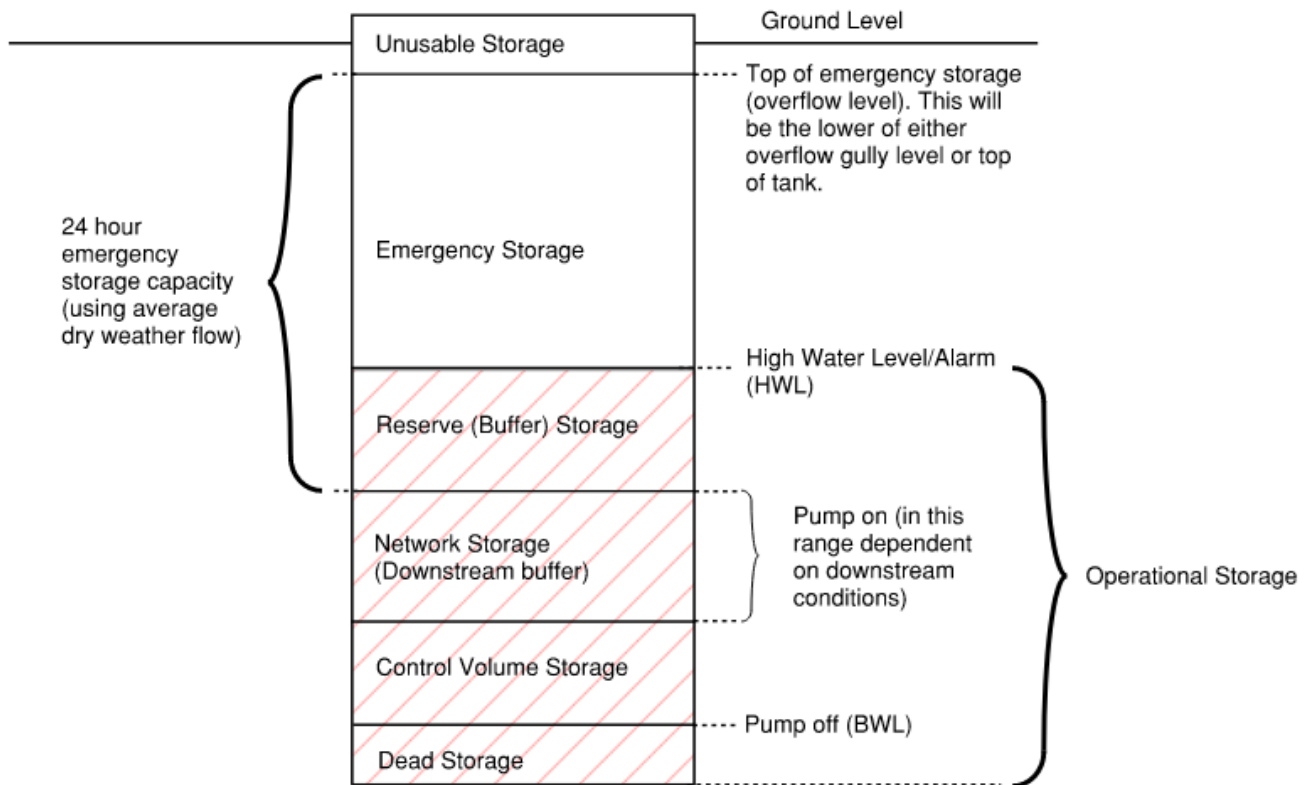 Ground Level
Unusable Storage
Top of emergency storage
(overflow level). This will
be the lower of either
overflow gully level or top
of tank.
24 hour
emergency
storage capacity
(using average
dry weather flow)
Emergency Storage
High Water Level/Alarm
(HWL)
Reserve (Buffer) Storage
Network Storage
(Downstream buffer)
Pump on (in this
range dependent
on downstream
conditions)
Operational Storage
Control Volume Storage
Pump off (BWL)
Dead Storage